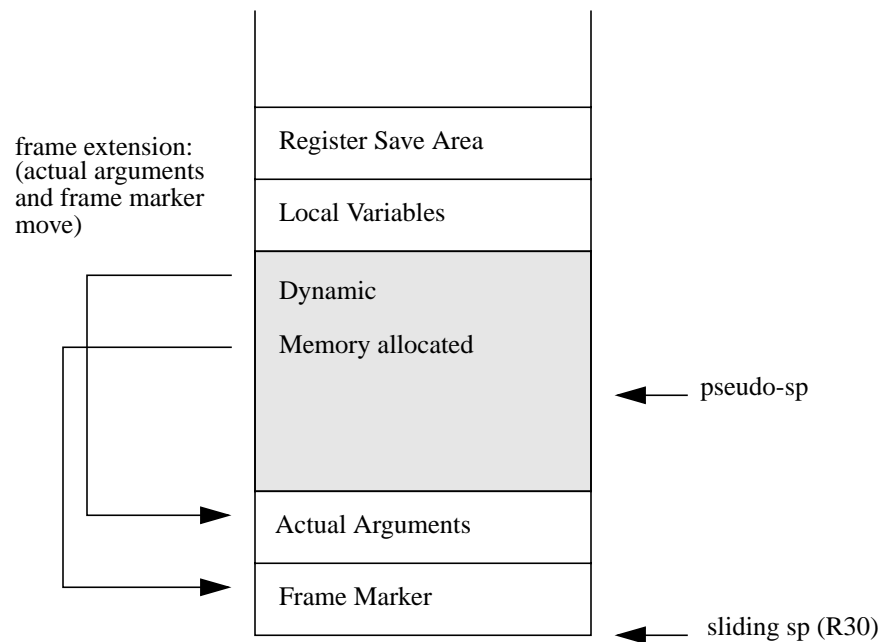 Register Save Area
frame extension:
(actual arguments
and frame marker
move)
Local Variables
Dynamic
Memory allocated
pseudo-sp
Actual Arguments
Frame Marker
sliding sp (R30)